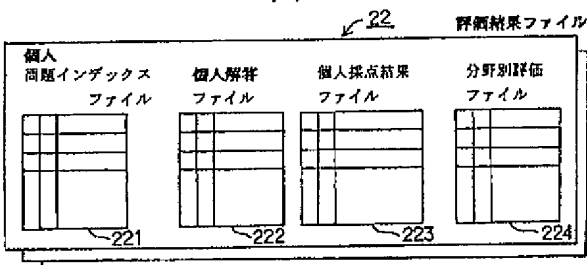 22
評価結果ファイル
個人
問題インデックス
ファイル
個人解答
ファイル
個人採点結果
ファイル
分野別評価
ファイル
221
222
223
224